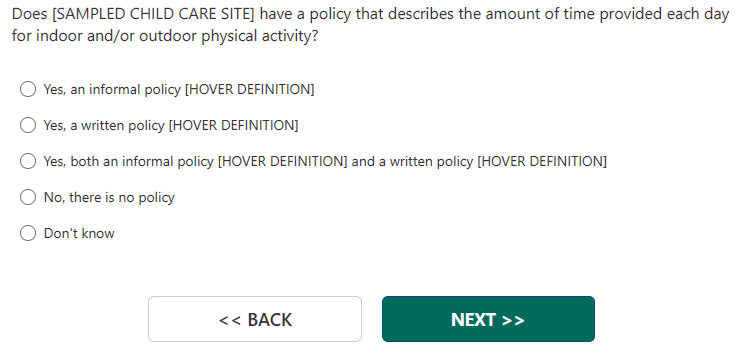 Does [SAMPLED CHILD CARE SITE] have a policy that describes the amount of time provided each day
for indoor and/or outdoor physical activity?
Yes, an informal policy [HOVER DEFINITION]
Yes, a written policy [HOVER DEFINITION]
Yes, both an informal policy [HOVER DEFINITION] and a written policy [HOVER DEFINITION]
No, there is no policy
Don't know
<< BACK
NEXT >>